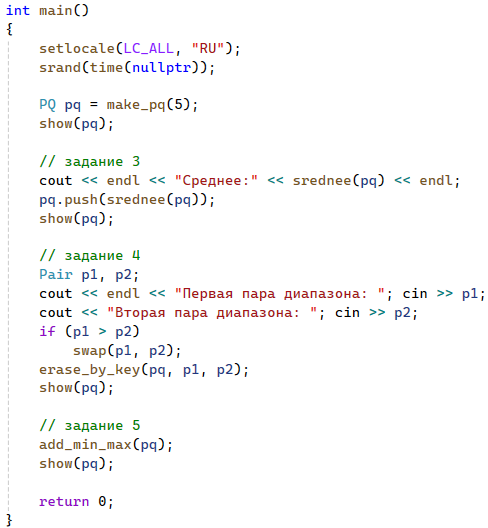 int main()
{
    setlocale(LC_ALL, "RU");
    srand(time(nullptr));

    PQ pq = make_pq(5);
    show(pq);

    // задание 3
    cout << endl << "Среднее:" << srednee(pq) << endl;
    pq.push(srednee(pq));
    show(pq);

    // задание 4
    Pair p1, p2;
    cout << endl << "Первая пара диапазона: "; cin >> p1;
    cout << "Вторая пара диапазона: "; cin >> p2;
    if (p1 > p2)
        swap(p1, p2);
    erase_by_key(pq, p1, p2);
    show(pq);

    // задание 5
    add_min_max(pq);
    show(pq);

    return 0;
}